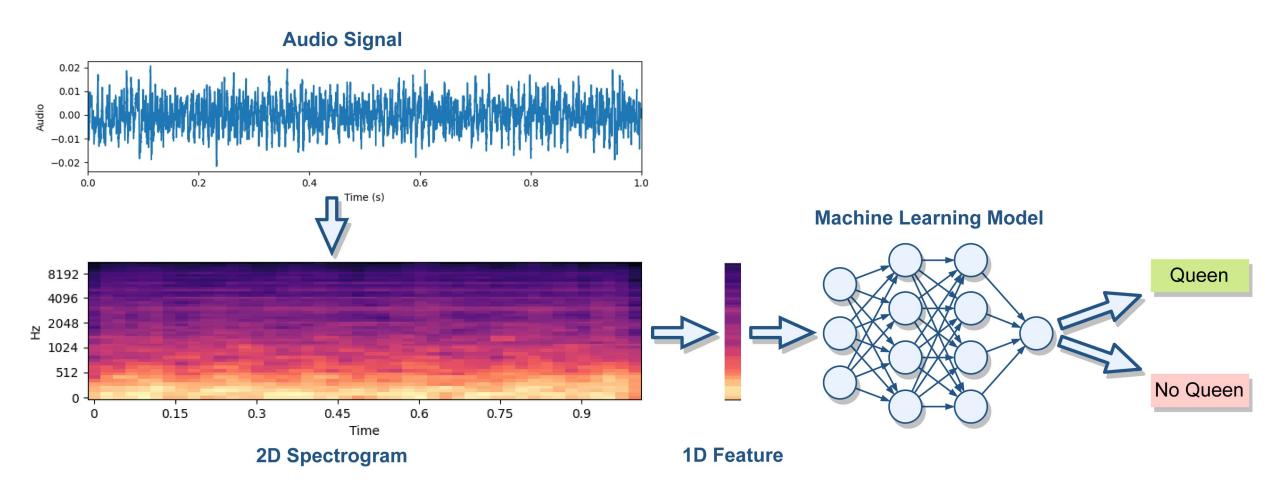 Audio Signal
0.02
0.01
0.00
−0.01
−0.02
Audio
0.0 0.2 0.4 0.6 0.8 1.0
Time (s)
8192
4096
2048
1024
512
0
Hz
0 0.15 0.3 0.45 0.6 0.75 0.9
Time
2D Spectrogram
1D Feature
Machine Learning Model
Queen
No Queen